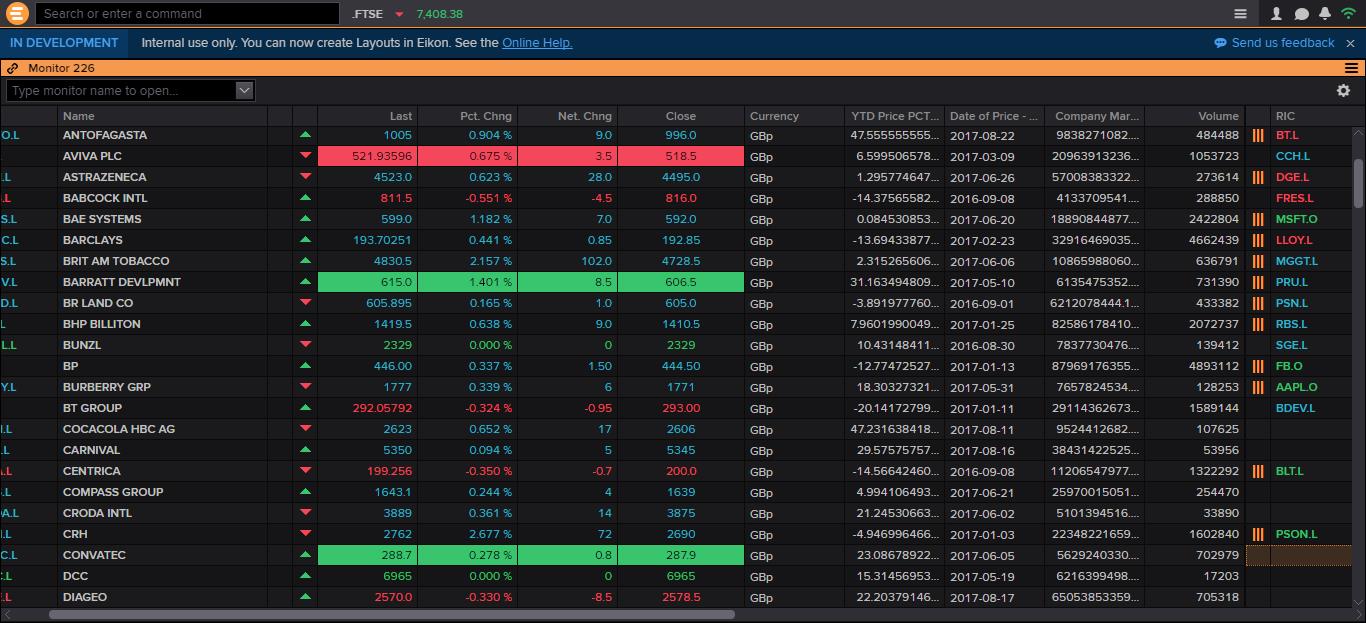 Search or enter a command .FTSE 7,408.38
IN DEVELOPMENT Internal use only. You can now create Layouts in Eikon. See the Online Help. Send us feedback
Monitor 226
Type monitor name to open...
Name Last Pct. Chng Net. Chng Close Currency YTD Price PCT... Date of Price - ... Company Mar... Volume RIC
O.L ANTOFAGASTA 1005 0.904 % 9.0 996.0 GBp 47.555555555... 2017-08-22 9838271082.... 484488 BT.L
AVIVA PLC 521.93596 0.675 % 3.5 518.5 GBp 6.599506578... 2017-03-09 20963913236... 1053723 CCH.L
.L ASTRAZENECA 4523.0 0.623 % 28.0 4495.0 GBp 1.295774647... 2017-06-26 57008383322... 273614 DGE.L
.L BABCOCK INTL 811.5 -0.551 % -4.5 816.0 GBp -14.37565582... 2016-09-08 4133709541.... 288850 FRES.L
S.L BAE SYSTEMS 599.0 1.182 % 7.0 592.0 GBp 0.084530853... 2017-06-20 18890844877.... 2422804 MSFT.O
C.L BARCLAYS 193.70251 0.441 % 0.85 192.85 GBp -13.69433877... 2017-02-23 32916469035... 4662439 LLOY.L
S.L BRIT AM TOBACCO 4830.5 2.157 % 102.0 4728.5 GBp 2.315265606... 2017-06-06 10865988060... 636791 MGGT.L
V.L BARRATT DEVLPMNT 615.0 1.401 % 8.5 606.5 GBp 31.163494809... 2017-05-10 6135475352.... 731390 PRU.L
D.L BR LAND CO 605.895 0.165 % 1.0 605.0 GBp -3.891977760... 2016-09-01 6212078444.1... 433382 PSN.L
L BHP BILLITON 1419.5 0.638 % 9.0 1410.5 GBp 7.9601990049... 2017-01-25 82586178410... 2072737 RBS.L
L.L BUNZL 2329 0.000 % 0 2329 GBp 10.43148411... 2016-08-30 7837730476.... 139412 SGE.L
BP 446.00 0.337 % 1.50 444.50 GBp -12.77472527... 2017-01-13 87969176355... 4893112 FB.O
Y.L BURBERRY GRP 1777 0.339 % 6 1771 GBp 18.30327321... 2017-05-31 7657824534.... 128253 AAPL.O
BT GROUP 292.05792 -0.324 % -0.95 293.00 GBp -20.14172799... 2017-01-11 29114362673... 1589144 BDEV.L
.L COCACOLA HBC AG 2623 0.652 % 17 2606 GBp 47.231638418... 2017-08-11 9524412682.... 107625
.L CARNIVAL 5350 0.094 % 5 5345 GBp 29.57575757... 2017-08-16 38431422525... 53956
.L CENTRICA 199.256 -0.350 % -0.7 200.0 GBp -14.56642460... 2016-09-08 11206547977.... 1322292 BLT.L
.L COMPASS GROUP 1643.1 0.244 % 4 1639 GBp 4.994106493... 2017-06-21 25970015051... 254470
A.L CRODA INTL 3889 0.361 % 14 3875 GBp 21.24530663... 2017-06-02 5101394516.... 33890
.L CRH 2762 2.677 % 72 2690 GBp -4.946996466... 2017-01-03 22348221659... 1602840 PSON.L
C.L CONVATEC 288.7 0.278 % 0.8 287.9 GBp 23.08678922... 2017-06-05 5629240330.... 702979
.L DCC 6965 0.000 % 0 6965 GBp 15.31456953... 2017-05-19 6216399498.... 17203
.L DIAGEO 2570.0 -0.330 % -8.5 2578.5 GBp 22.20379146... 2017-08-17 65053853359... 705318